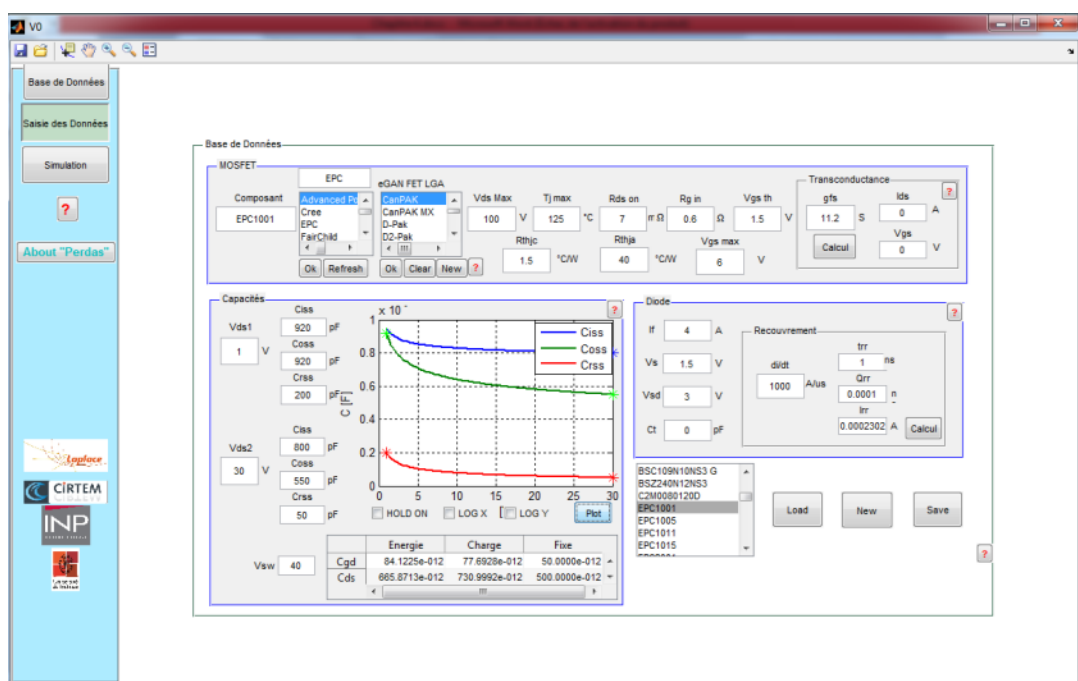 V0
Base de Données
Saisie des Données
Simulation
?
About "Perdas"
Laplace
CIRTEM
INP
Base de Données
MOSFET
Composant
EPC1001
EPC
Advanced Po
Cree
EPC
FairChild
Ok Refresh
eGAN FET LGA
CanPAK
CanPAK MX
D-Pak
D2-Pak
Ok Clear New ?
Vds Max Tj max Rds on Rg in Vgs th
100 V 125 °C 7 m Ω 0.6 Ω 1.5 V
Rthjc Rthja Vgs max
1.5 °C/W 40 °C/W 6 V
Transconductance
?
gfs Ids
11.2 S 0 A
Vgs
Calcul 0 V
Capacités
?
Ciss
Vds1 920 pF
Coss
1 V 920 pF
Crss
200 pF
Ciss
Vds2 800 pF
Coss
30 V 550 pF
Crss
50 pF
x 10-
C [F]
1
0.8
0.6
0.4
0.2
0
0 5 10 15 20 25 30
Ciss
Coss
Crss
HOLD ON LOG X [ LOG Y Plot
Vsw 40
Energie Charge Fixe
Cgd 84.1225e-012 77.6928e-012 50.0000e-012
Cds 665.8713e-012 730.9992e-012 500.0000e-012
Diode
?
If 4 A
Vs 1.5 V
Vsd 3 V
Ct 0 pF
Recouvrement
di/dt
1000 A/us
trr
1 ns
Qrr
0.0001 n
Irr
0.0002302 A Calcul
BSC109N10NS3 G
BSZ240N12NS3
C2M0080120D
EPC1001
EPC1005
EPC1011
EPC1015
Load New Save
?